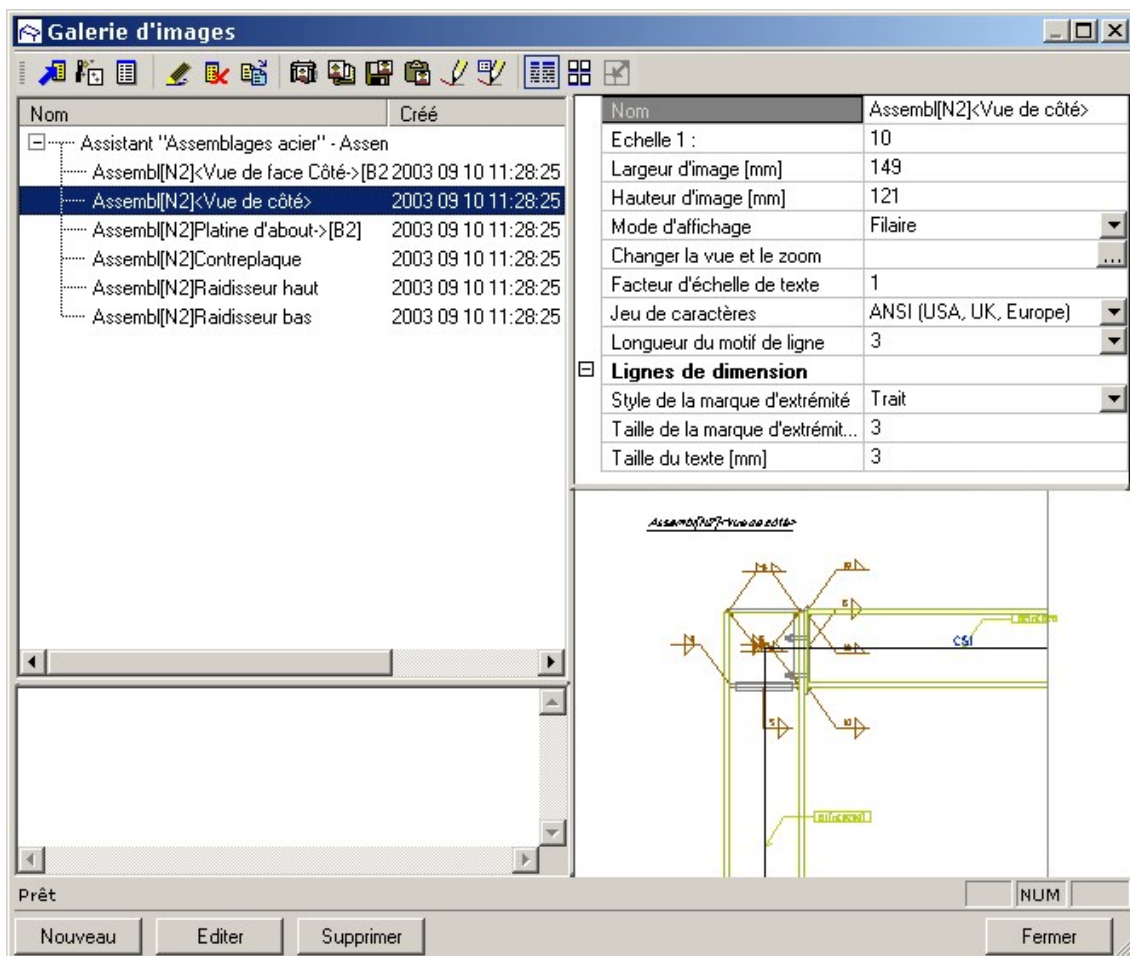 Galerie d'images
Nom Créé
Assistant "Assemblages acier" - Assen
Assembl[N2]<Vue de face Côté->[B2 2003 09 10 11:28:25
Assembl[N2]<Vue de côté> 2003 09 10 11:28:25
Assembl[N2]Platine d'about->[B2] 2003 09 10 11:28:25
Assembl[N2]Contreplaque 2003 09 10 11:28:25
Assembl[N2]Raidisseur haut 2003 09 10 11:28:25
Assembl[N2]Raidisseur bas 2003 09 10 11:28:25
Nom Assembl[N2]<Vue de côté>
Echelle 1 : 10
Largeur d'image [mm] 149
Hauteur d'image [mm] 121
Mode d'affichage Filaire
Changer la vue et le zoom ...
Facteur d'échelle de texte 1
Jeu de caractères ANSI (USA, UK, Europe)
Longueur du motif de ligne 3
Lignes de dimension
Style de la marque d'extrémité Trait
Taille de la marque d'extrémit... 3
Taille du texte [mm] 3
Assembl[N2]<Vue de côté>
Prêt NUM
Nouveau Editer Supprimer Fermer